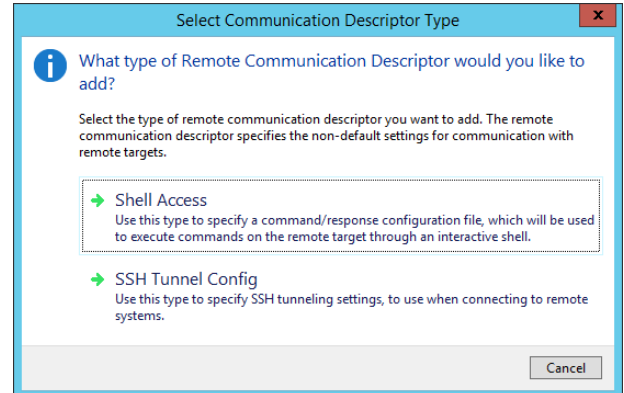 Select Communication Descriptor Type
x
i
What type of Remote Communication Descriptor would you like to
add?
Select the type of remote communication descriptor you want to add. The remote
communication descriptor specifies the non-default settings for communication with
remote targets.
Shell Access
Use this type to specify a command/response configuration file, which will be used
to execute commands on the remote target through an interactive shell.
SSH Tunnel Config
Use this type to specify SSH tunneling settings, to use when connecting to remote
systems.
Cancel